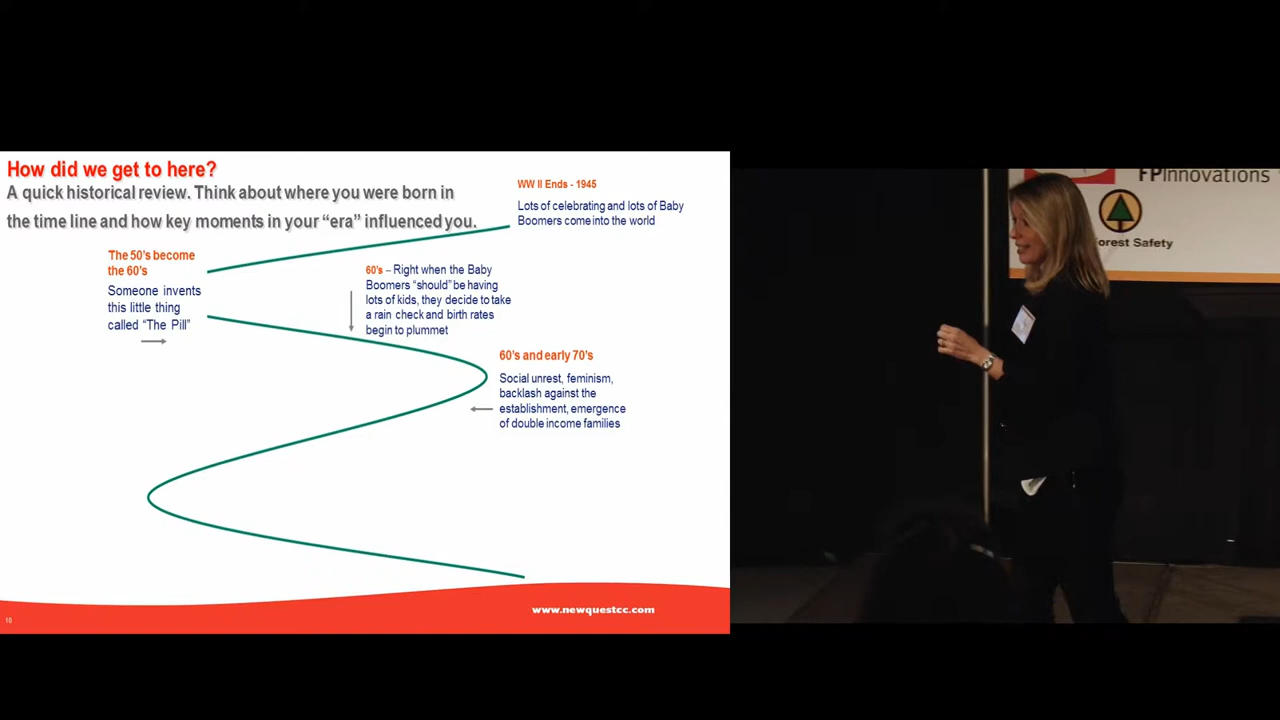 How did we get to here?
A quick historical review. Think about where you were born in
the time line and how key moments in your “era” influenced you.
WW II Ends - 1945
Lots of celebrating and lots of Baby
Boomers come into the world
The 50's become
the 60's
Someone invents
this little thing
called “The Pill”
60's – Right when the Baby
Boomers “should” be having
lots of kids, they decide to take
a rain check and birth rates
begin to plummet
60's and early 70's
Social unrest, feminism,
backlash against the
establishment, emergence
of double income families
10
www.newquestcc.com
FPInnovations
Forest Safety